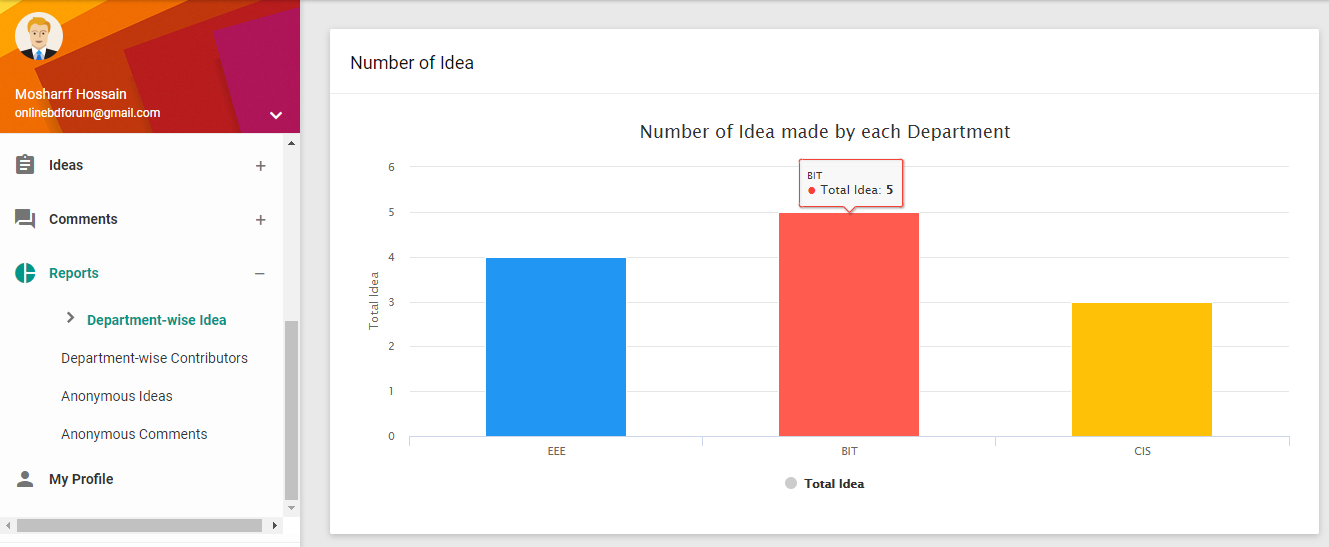 Mosharrf Hossain
onlinebdforum@gmail.com
Ideas
Comments
Reports
Department-wise Idea
Department-wise Contributors
Anonymous Ideas
Anonymous Comments
My Profile
Number of Idea
Number of Idea made by each Department
Total Idea
6
5
4
3
2
1
0
BIT
Total Idea: 5
EEE BIT CIS
Total Idea